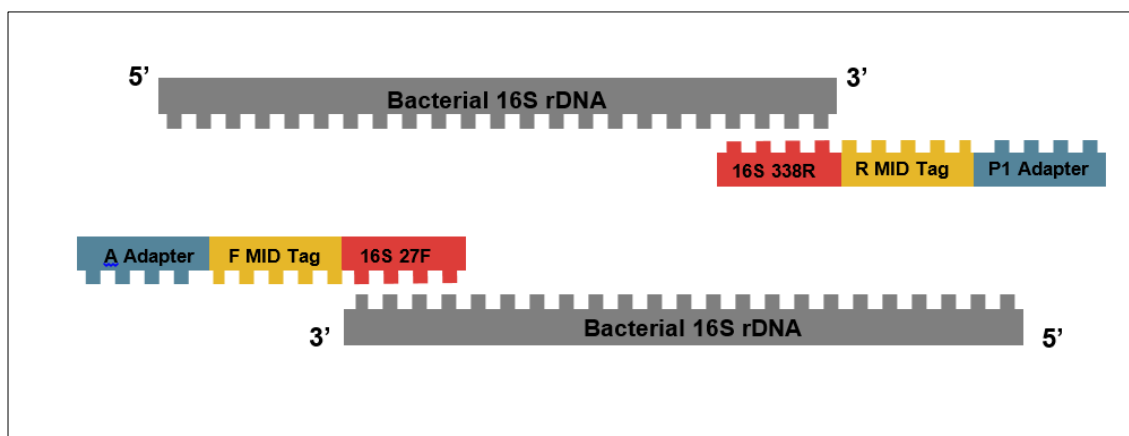 5’
3’
Bacterial 16S rDNA
16S 338R
R MID Tag
P1 Adapter
A Adapter
F MID Tag
16S 27F
Bacterial 16S rDNA
3’
5’